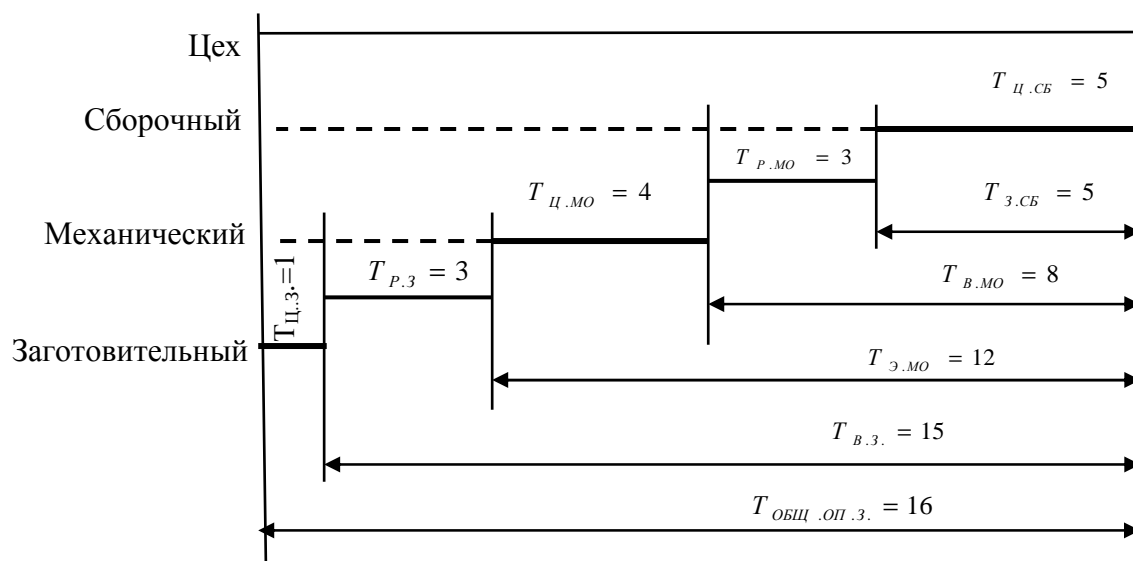 Цех
T Ц.СБ = 5
Сборочный
T Р.МО = 3
T Ц.МО = 4
T З.СБ = 5
Механический
TЦ.З.=1
T Р.З = 3
T В.МО = 8
Заготовительный
T Э.МО = 12
T В.З. = 15
T ОБЩ.ОП.З. = 16